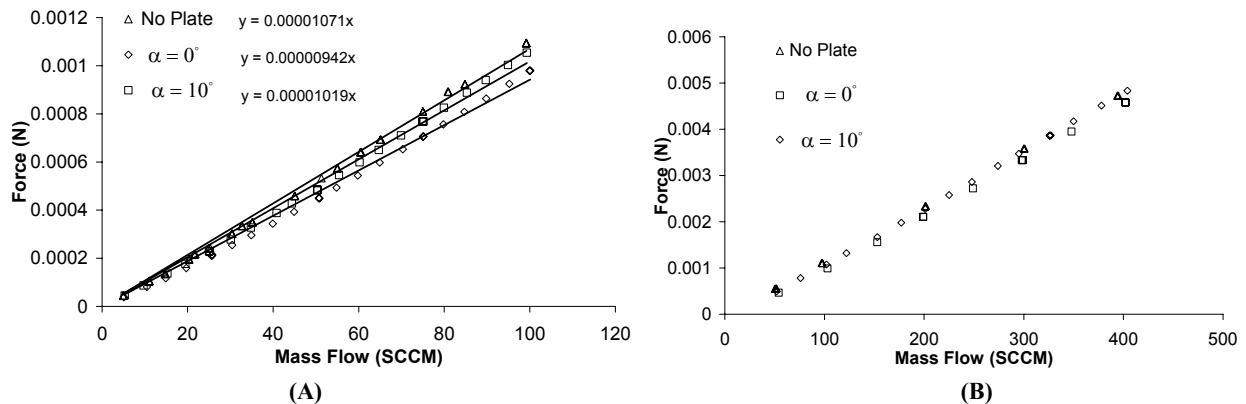 0.0012
0.001
0.0008
0.0006
0.0004
0.0002
0
Force (N)
No Plate y = 0.00001071x
α = 0° y = 0.00000942x
α = 10° y = 0.00001019x
0 20 40 60 80 100 120
Mass Flow (SCCM)
(A)
0.006
0.005
0.004
0.003
0.002
0.001
0
Force (N)
No Plate
α = 0°
α = 10°
0 100 200 300 400 500
Mass Flow (SCCM)
(B)